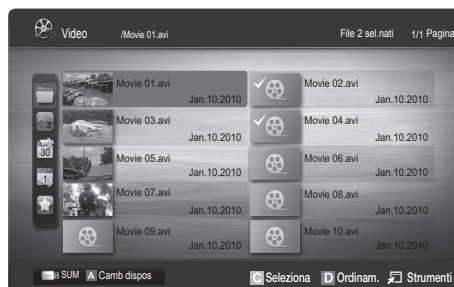 Video /Movie 01.avi File 2 sel.nati 1/1 Pagina
Movie 01.avi Movie 02.avi
Jan.10.2010 Jan.10.2010
Movie 03.avi Movie 04.avi
Jan.10.2010 Jan.10.2010
A Z
30
Movie 05.avi Movie 06.avi
Jan.10.2010 Jan.10.2010
1
Movie 07.avi Movie 08.avi
Jan.10.2010 Jan.10.2010
Movie 09.avi Movie 10.avi
Jan.10.2010 Jan.10.2010
SUM A Camb dispos C Seleziona D Ordinam. Strumenti